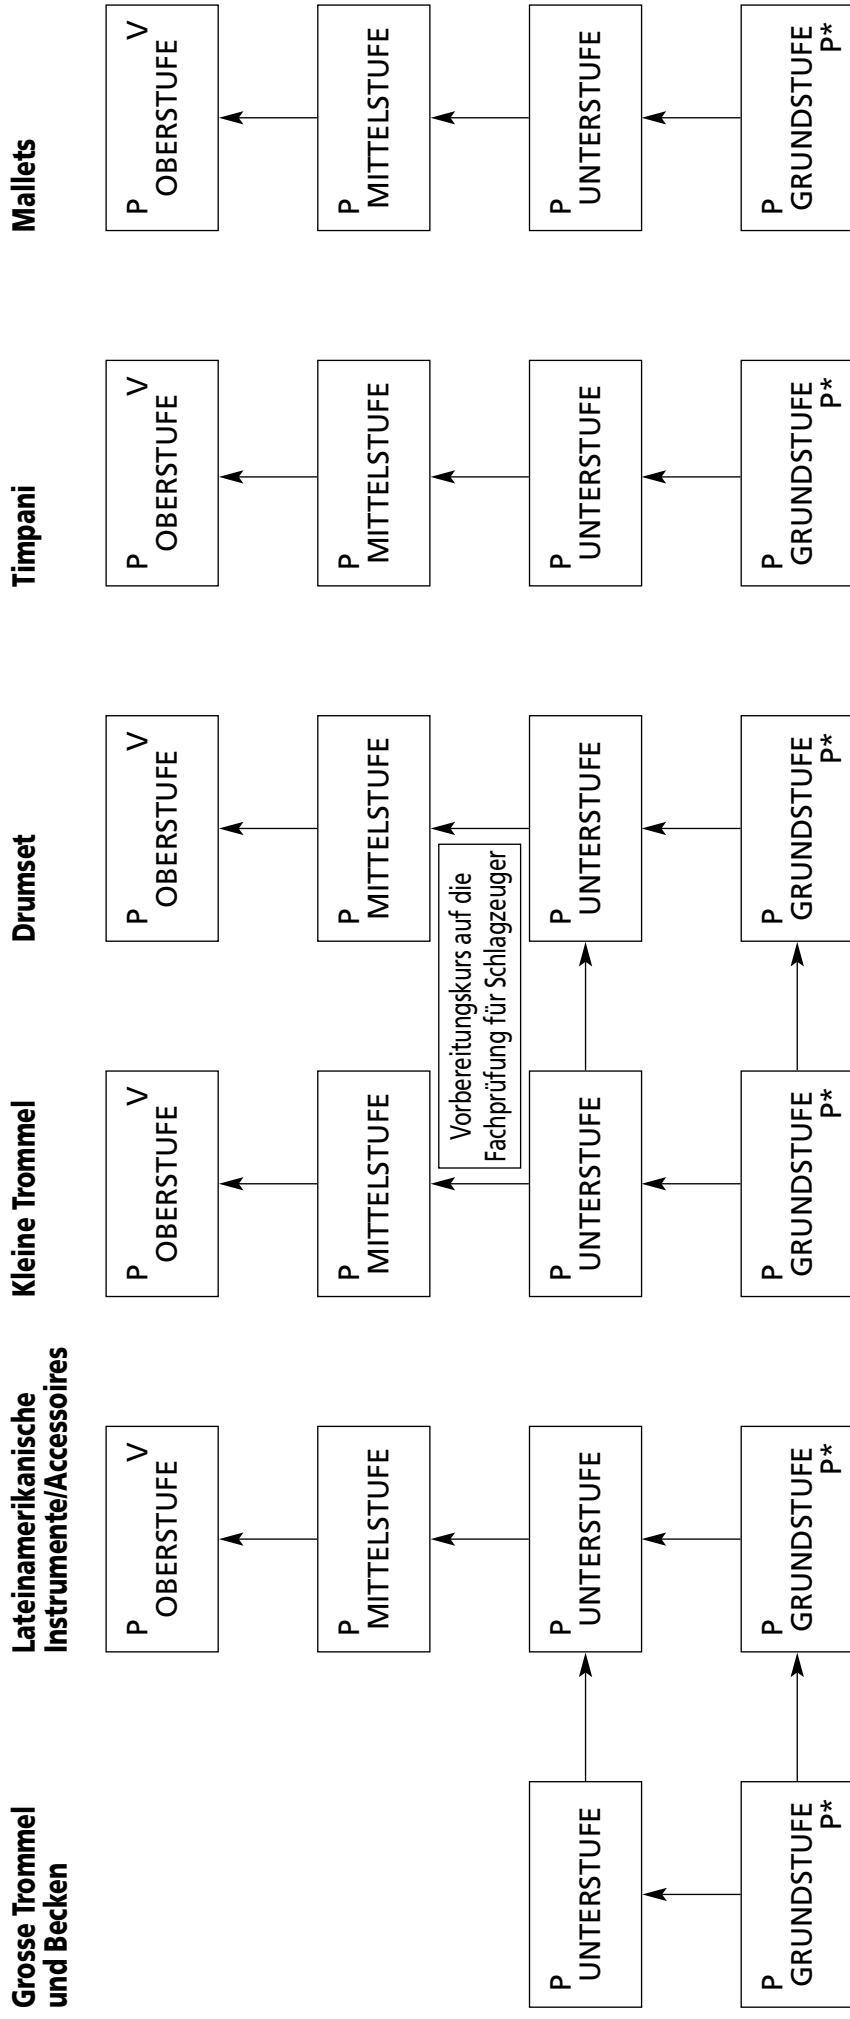 Grosse Trommel
und Becken
P
UNTERSTUFE
P
GRUNDSTUFE
P*
Lateinamerikanische
Instrumente/Accessoires
P V
OBERSTUFE
P
MITTELSTUFE
P
UNTERSTUFE
P
GRUNDSTUFE
P*
Kleine Trommel
P V
OBERSTUFE
P
MITTELSTUFE
P
UNTERSTUFE
P
GRUNDSTUFE
P*
Vorbereitungskurs auf die
Fachprüfung für Schlagzeuger
Drumset
P V
OBERSTUFE
P
MITTELSTUFE
P
UNTERSTUFE
P
GRUNDSTUFE
P*
Timpani
P V
OBERSTUFE
P
MITTELSTUFE
P
UNTERSTUFE
P
GRUNDSTUFE
P*
Mallets
P V
OBERSTUFE
P
MITTELSTUFE
P
UNTERSTUFE
P
GRUNDSTUFE
P*